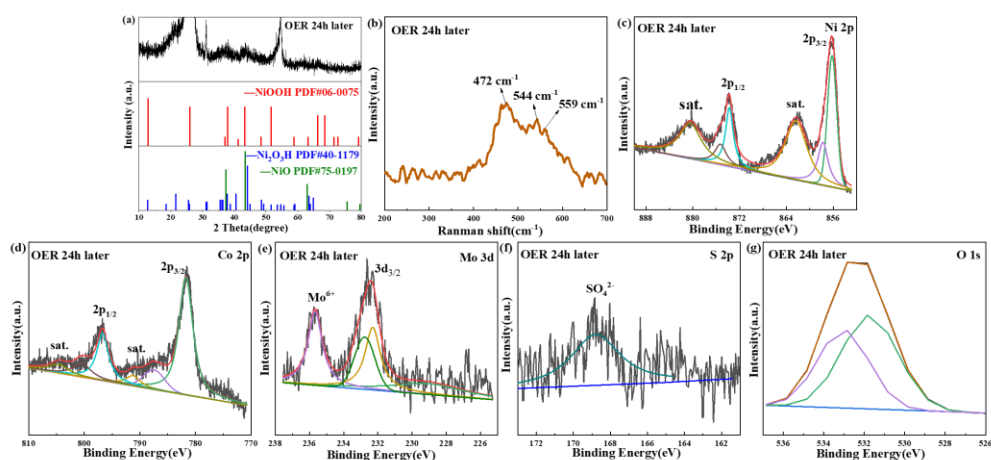 (a)
OER 24h later
—NiOOH PDF#06-0075
—Ni₂O₃H PDF#40-1179
—NiO PDF#75-0197
Intensity (a.u.)
10 20 30 40 50 60 70 80
2 Theta(degree)
(b)
OER 24h later
472 cm⁻¹
544 cm⁻¹
559 cm⁻¹
Intensity(a.u.)
200 300 400 500 600 700
Ranman shift(cm⁻¹)
(c)
OER 24h later
Ni 2p
2p₃/₂
2p₁/₂
sat.
sat.
Intensity(a.u.)
888 880 872 864 856
Binding Energy(eV)
(d)
OER 24h later
Co 2p
2p₃/₂
2p₁/₂
sat.
sat.
Intensity(a.u.)
810 800 790 780 770
Binding Energy(eV)
(e)
OER 24h later
Mo 3d
3d₃/₂
Mo⁶⁺
Intensity(a.u.)
238 236 234 232 230 228 226
Binding Energy(eV)
(f)
OER 24h later
S 2p
SO₄²⁻
Intensity(a.u.)
172 170 168 166 164 162
Binding Energy(eV)
(g)
OER 24h later
O 1s
Intensity(a.u.)
536 534 532 530 528 526
Binding Energy(eV)